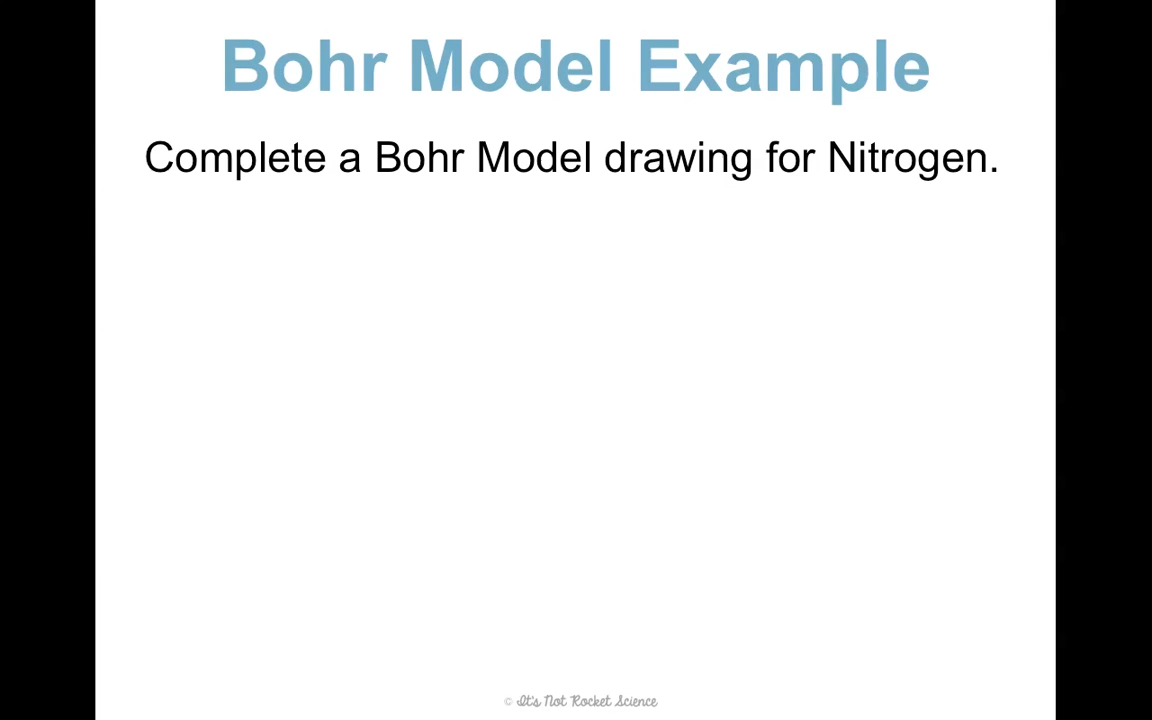 Bohr Model Example
Complete a Bohr Model drawing for Nitrogen.
© It's Not Rocket Science